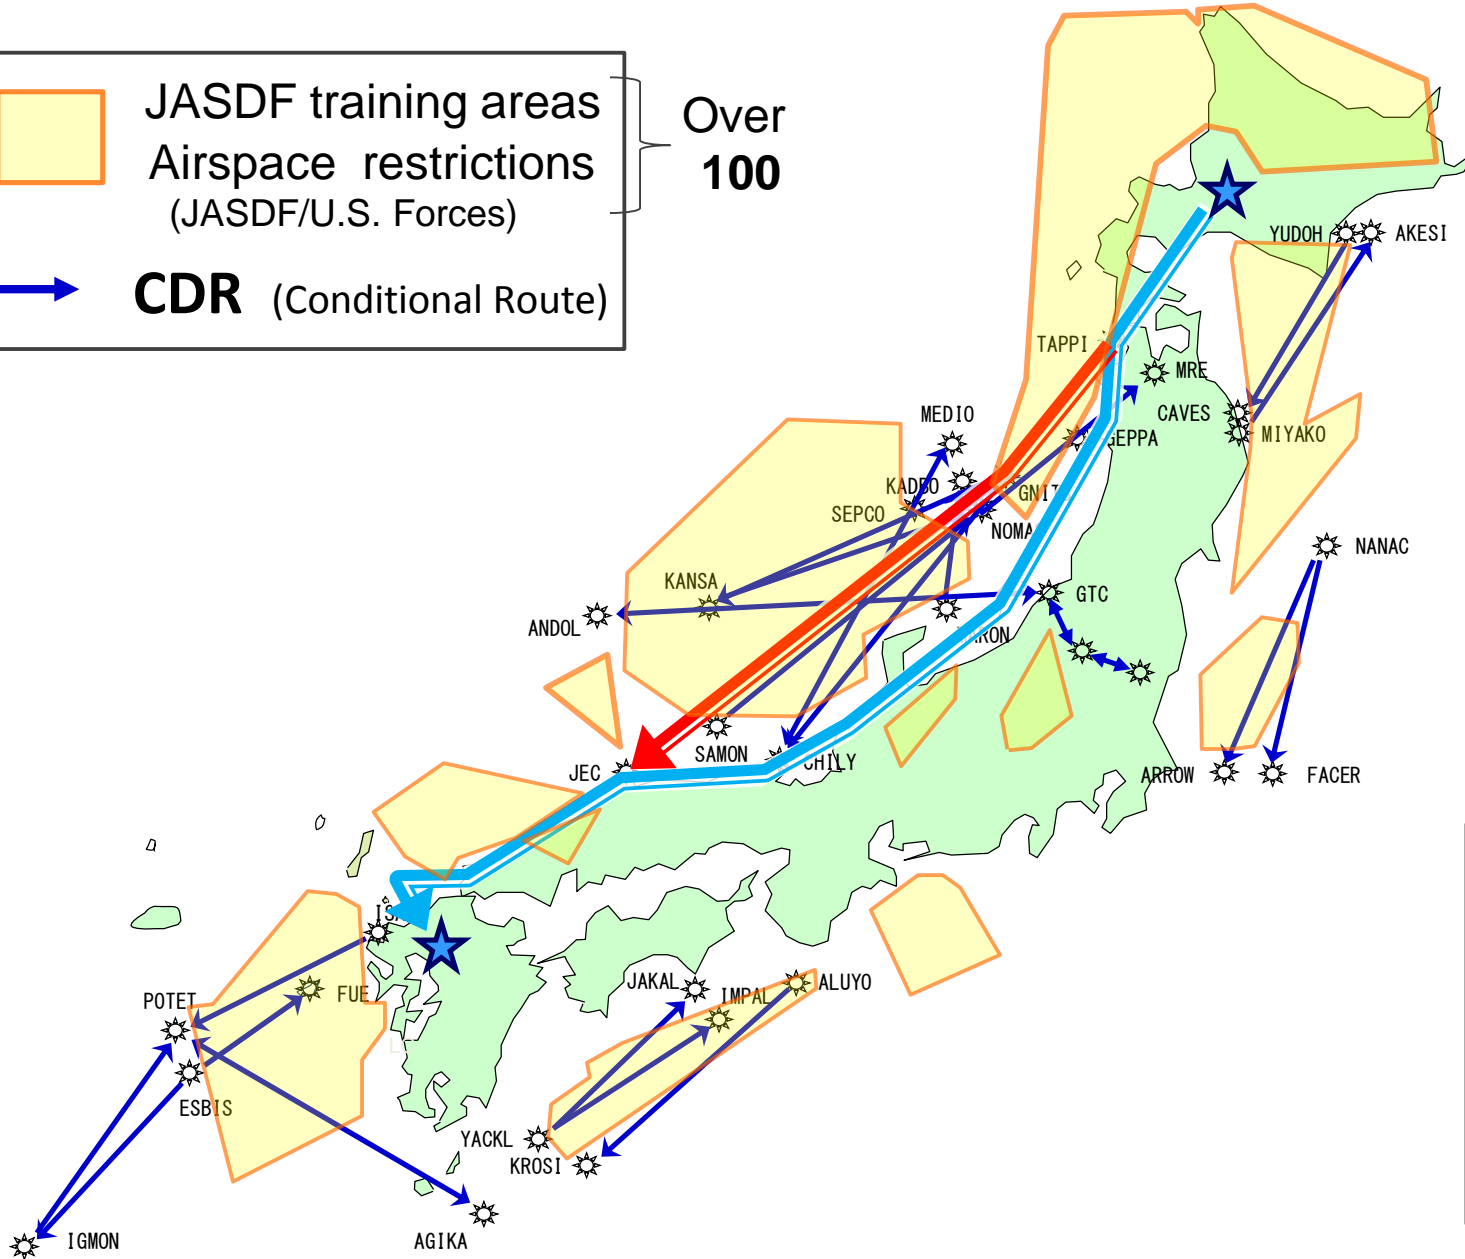 JASDF training areas
Airspace restrictions
(JASDF/U.S. Forces)
Over
100
CDR (Conditional Route)
YUDOH
AKESI
TAPPI
MRE
CAVES
MIYAKO
MEDIO
GEPPA
KADBO
SEPCO
NANAC
KANSA
GTC
ANDOL
SAMON
CHILY
JEC
ARROW
FACER
POTET
FUE
JAKAL
IMPAL
ALUYO
ESBIS
YACKL
KROSI
IGMON
AGIKA